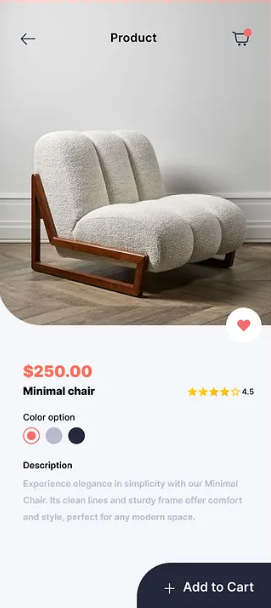 Product
$250.00
Minimal chair
4.5
Color option
Description
Experience elegance in simplicity with our Minimal
Chair. Its clean lines and sturdy frame offer comfort
and style, perfect for any modern space.
+ Add to Cart